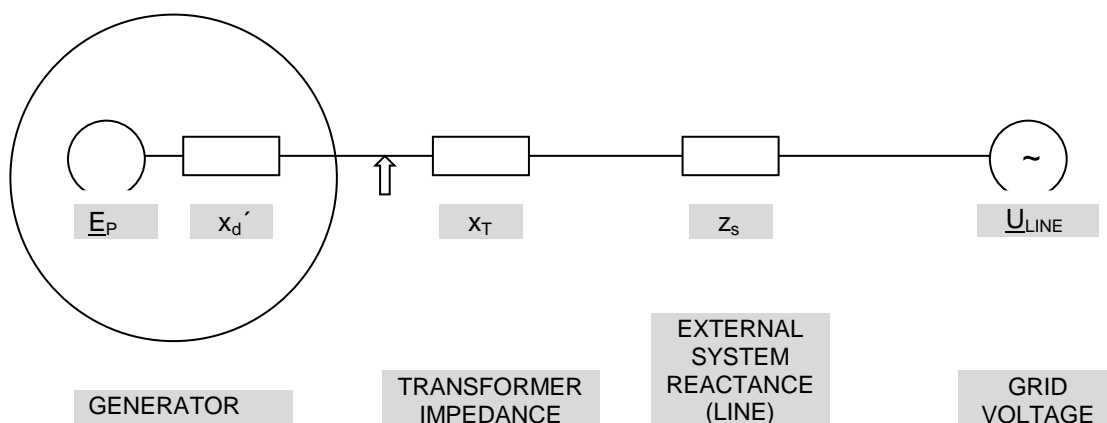 ~
E_P x_d´ x_T z_s U_LINE
GENERATOR
TRANSFORMER
IMPEDANCE
EXTERNAL
SYSTEM
REACTANCE
(LINE)
GRID
VOLTAGE